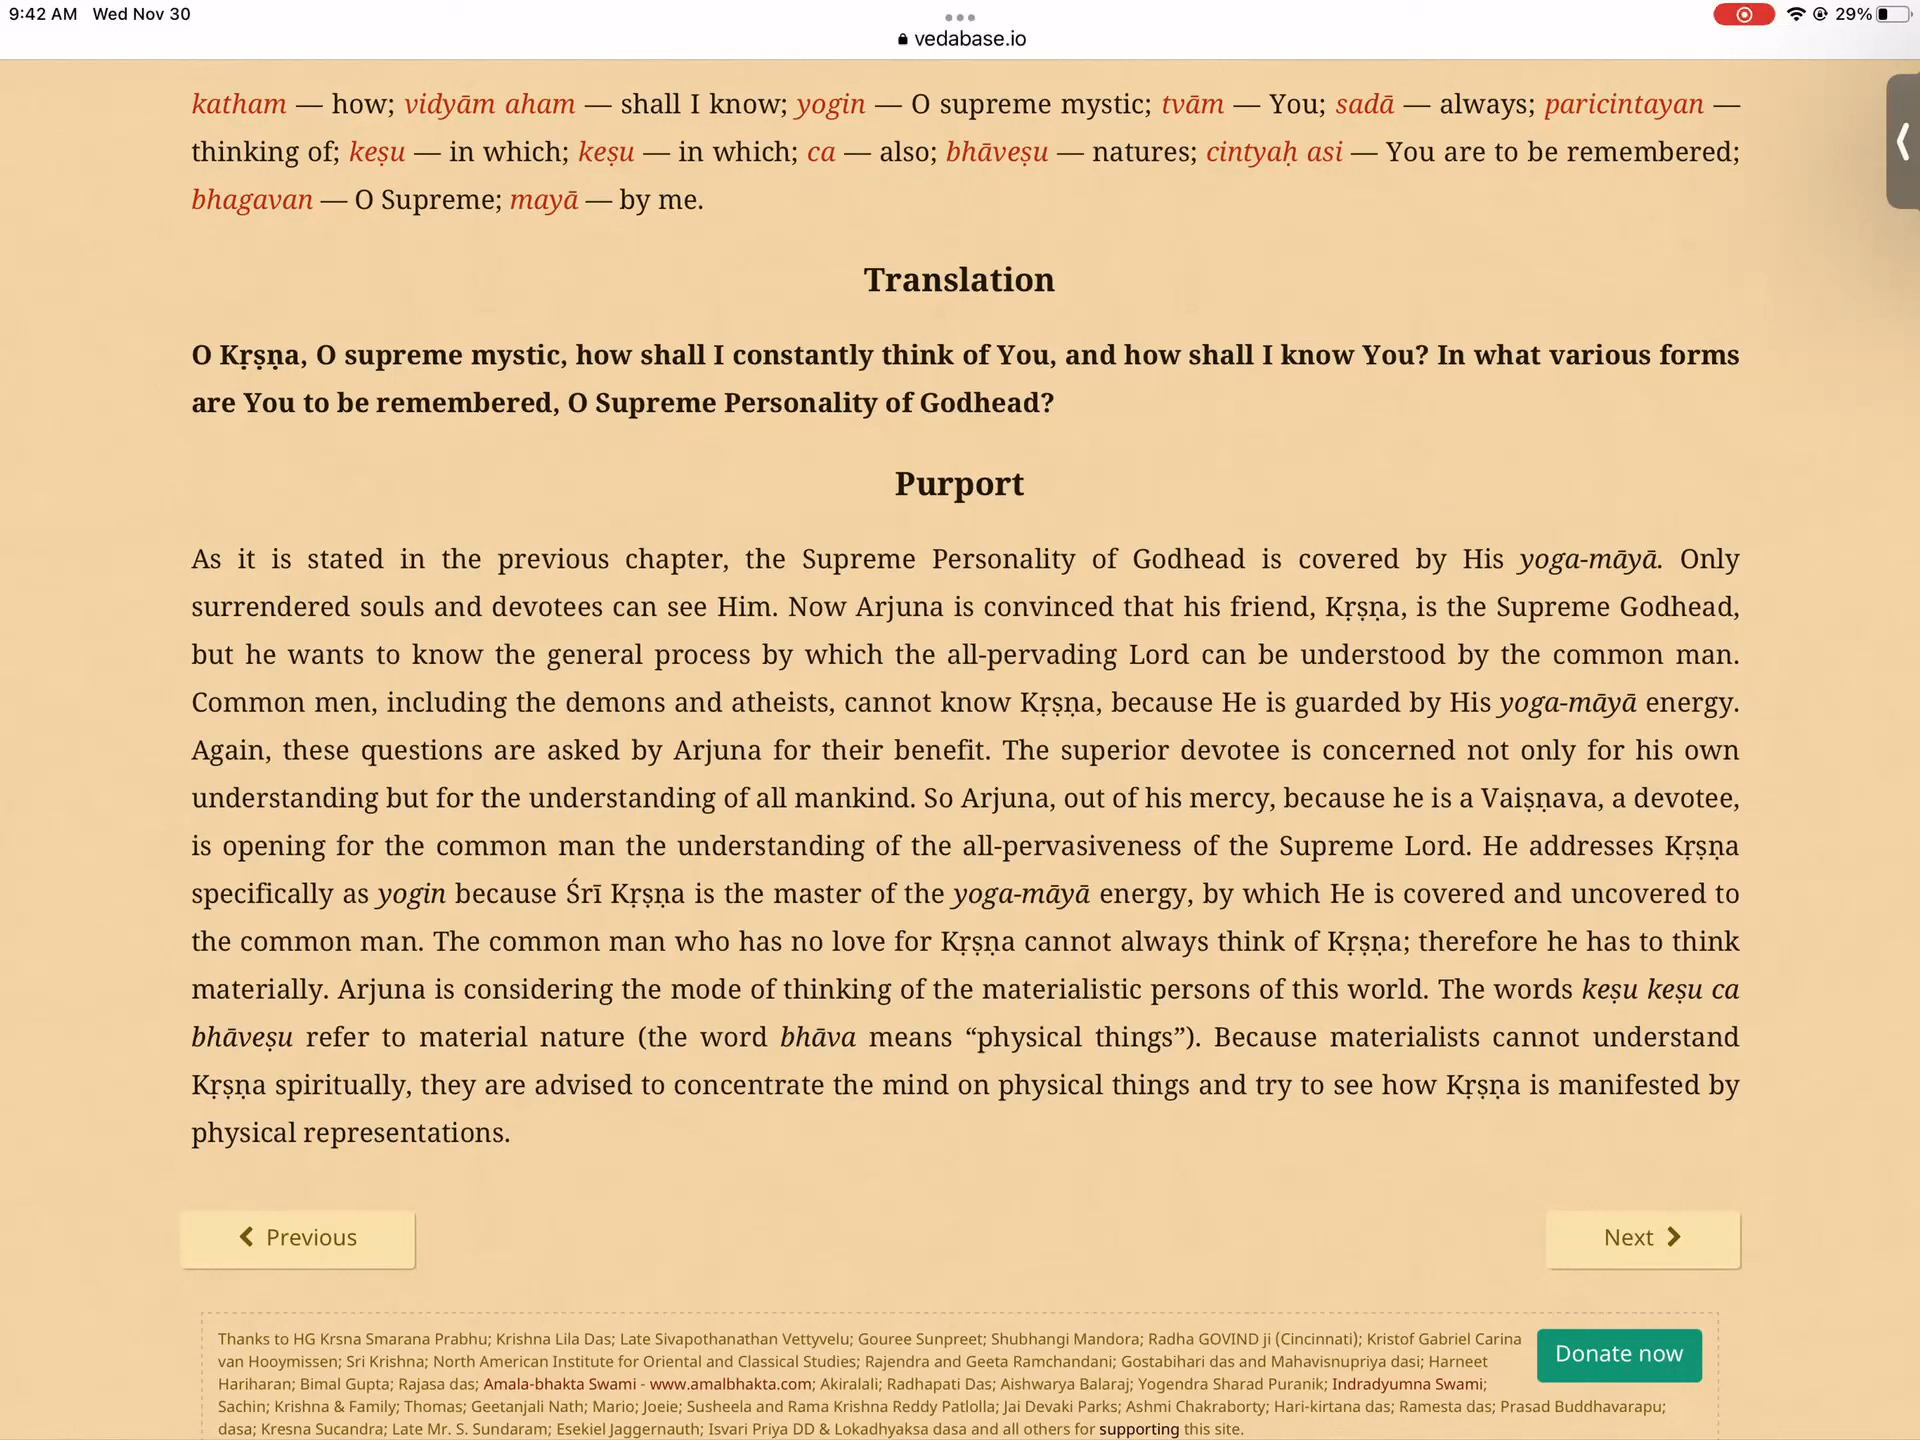 9:42 AM Wed Nov 30
29%
vedabase.io
katham — how; vidyām aham — shall I know; yogin — O supreme mystic; tvām — You; sadā — always; paricintayan —
thinking of; keṣu — in which; keṣu — in which; ca — also; bhāveṣu — natures; cintyaḥ asi — You are to be remembered;
bhagavan — O Supreme; mayā — by me.
Translation
O Kṛṣṇa, O supreme mystic, how shall I constantly think of You, and how shall I know You? In what various forms
are You to be remembered, O Supreme Personality of Godhead?
Purport
As it is stated in the previous chapter, the Supreme Personality of Godhead is covered by His yoga-māyā. Only
surrendered souls and devotees can see Him. Now Arjuna is convinced that his friend, Kṛṣṇa, is the Supreme Godhead,
but he wants to know the general process by which the all-pervading Lord can be understood by the common man.
Common men, including the demons and atheists, cannot know Kṛṣṇa, because He is guarded by His yoga-māyā energy.
Again, these questions are asked by Arjuna for their benefit. The superior devotee is concerned not only for his own
understanding but for the understanding of all mankind. So Arjuna, out of his mercy, because he is a Vaiṣṇava, a devotee,
is opening for the common man the understanding of the all-pervasiveness of the Supreme Lord. He addresses Kṛṣṇa
specifically as yogin because Śrī Kṛṣṇa is the master of the yoga-māyā energy, by which He is covered and uncovered to
the common man. The common man who has no love for Kṛṣṇa cannot always think of Kṛṣṇa; therefore he has to think
materially. Arjuna is considering the mode of thinking of the materialistic persons of this world. The words keṣu keṣu ca
bhāveṣu refer to material nature (the word bhāva means “physical things”). Because materialists cannot understand
Kṛṣṇa spiritually, they are advised to concentrate the mind on physical things and try to see how Kṛṣṇa is manifested by
physical representations.
Previous
Next
Thanks to HG Krsna Smarana Prabhu; Krishna Lila Das; Late Sivapothanathan Vettyvelu; Gouree Sunpreet; Shubhangi Mandora; Radha GOVIND ji (Cincinnati); Kristof Gabriel Carina
van Hooymissen; Sri Krishna; North American Institute for Oriental and Classical Studies; Rajendra and Geeta Ramchandani; Gostabihari das and Mahavisnupriya dasi; Harneet
Hariharan; Bimal Gupta; Rajasa das; Amala-bhakta Swami - www.amalbhakta.com; Akiralali; Radhapati Das; Aishwarya Balaraj; Yogendra Sharad Puranik; Indradyumna Swami;
Sachin; Krishna & Family; Thomas; Geetanjali Nath; Mario; Joeie; Susheela and Rama Krishna Reddy Patlolla; Jai Devaki Parks; Ashmi Chakraborty; Hari-kirtana das; Ramesta das; Prasad Buddhavarapu;
dasa; Kresna Sucandra; Late Mr. S. Sundaram; Esekiel Jaggernauth; Isvari Priya DD & Lokadhyaksa dasa and all others for supporting this site.
Donate now